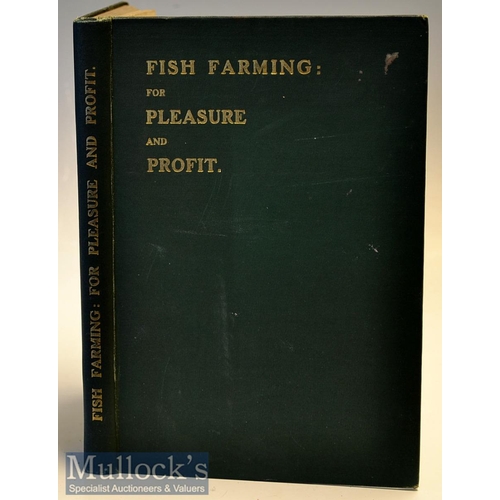 FISH FARMING:
FOR
PLEASURE
AND
PROFIT.
FISH FARMING: FOR PLEASURE AND PROFIT.
Mullock's
Specialist Auctioneers & Valuers